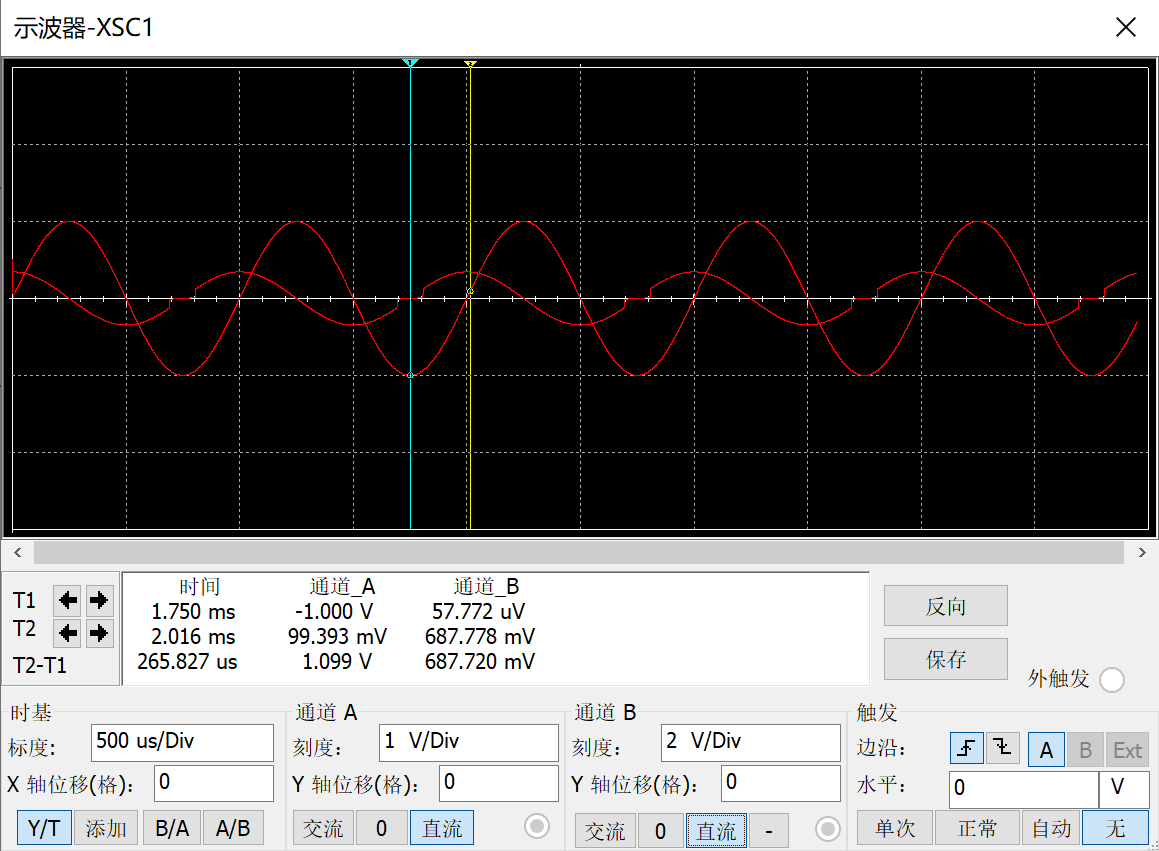 示波器-XSC1
1
2
时间 通道_A 通道_B
T1 1.750 ms -1.000 V 57.772 uV
T2 2.016 ms 99.393 mV 687.778 mV
T2-T1 265.827 us 1.099 V 687.720 mV
反向
保存
外触发
时基 通道 A 通道 B 触发
标度: 500 us/Div 刻度: 1 V/Div 刻度: 2 V/Div 边沿: A B Ext
X 轴位移(格): 0 Y 轴位移(格): 0 Y 轴位移(格): 0 水平: 0 V
Y/T 添加 B/A A/B 交流 0 直流 交流 0 直流 - 单次 正常 自动 无